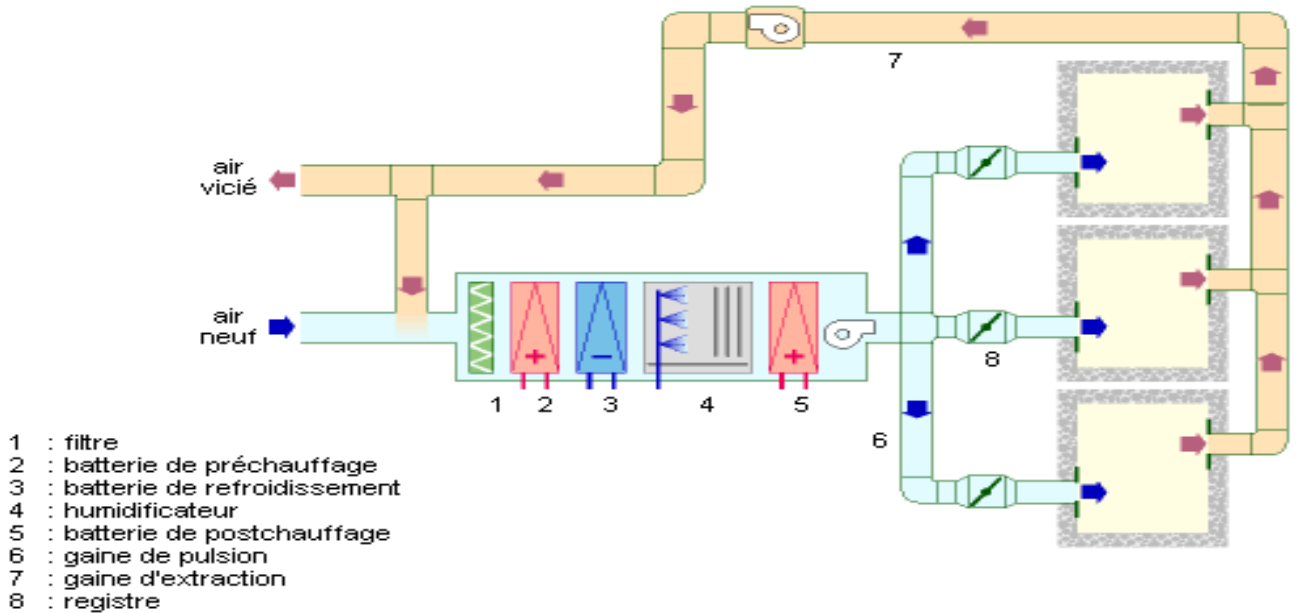 7
air
vicié
air
neuf
8
1 2 3 4 5
6
1 : filtre
2 : batterie de préchauffage
3 : batterie de refroidissement
4 : humidificateur
5 : batterie de postchauffage
6 : gaine de pulsion
7 : gaine d'extraction
8 : registre